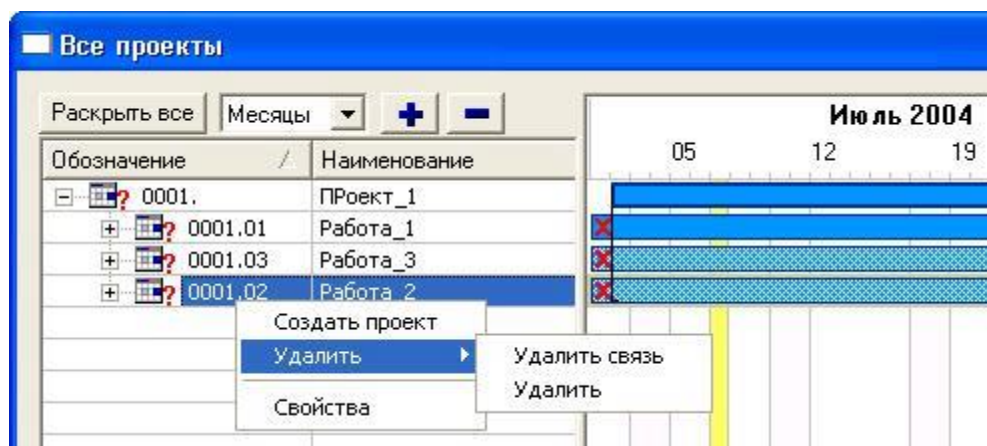 Все проекты
Раскрыть все Месяцы
Июль 2004
Обозначение / Наименование 05 12 19
0001. ПРоект_1
0001.01 Работа_1
0001.03 Работа_3
0001.02 Работа_2
Создать проект
Удалить Удалить связь
Удалить
Свойства